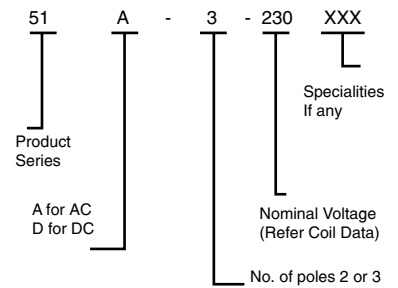 51 A - 3 - 230 XXX
Specialities
If any
Product
Series
A for AC
D for DC
Nominal Voltage
(Refer Coil Data)
No. of poles 2 or 3